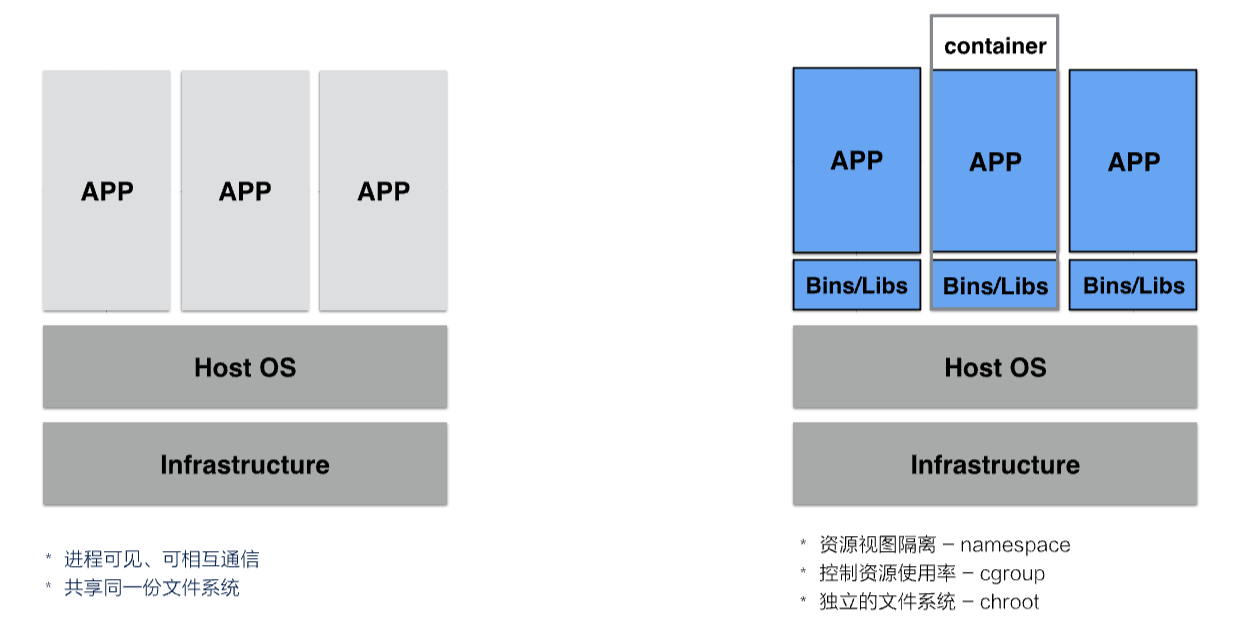 APP
APP
APP
Host OS
Infrastructure
* 进程可见、可相互通信
* 共享同一份文件系统
container
APP
APP
APP
Bins/Libs
Bins/Libs
Bins/Libs
Host OS
Infrastructure
* 资源视图隔离 – namespace
* 控制资源使用率 – cgroup
* 独立的文件系统 – chroot